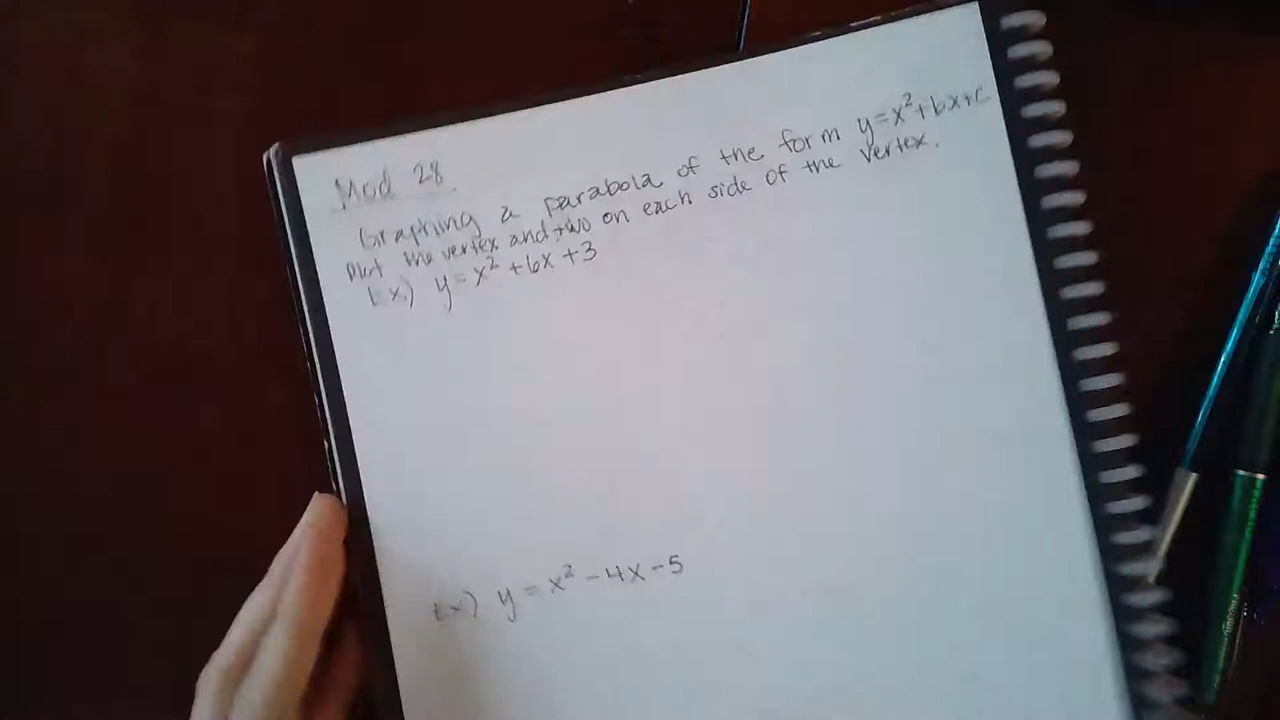 Mod 28
Graphing a parabola of the form y=x²+bx+c
plot the vertex and two on each side of the vertex.
Ex.) y=x²+6x+3
Ex) y=x²-4x-5